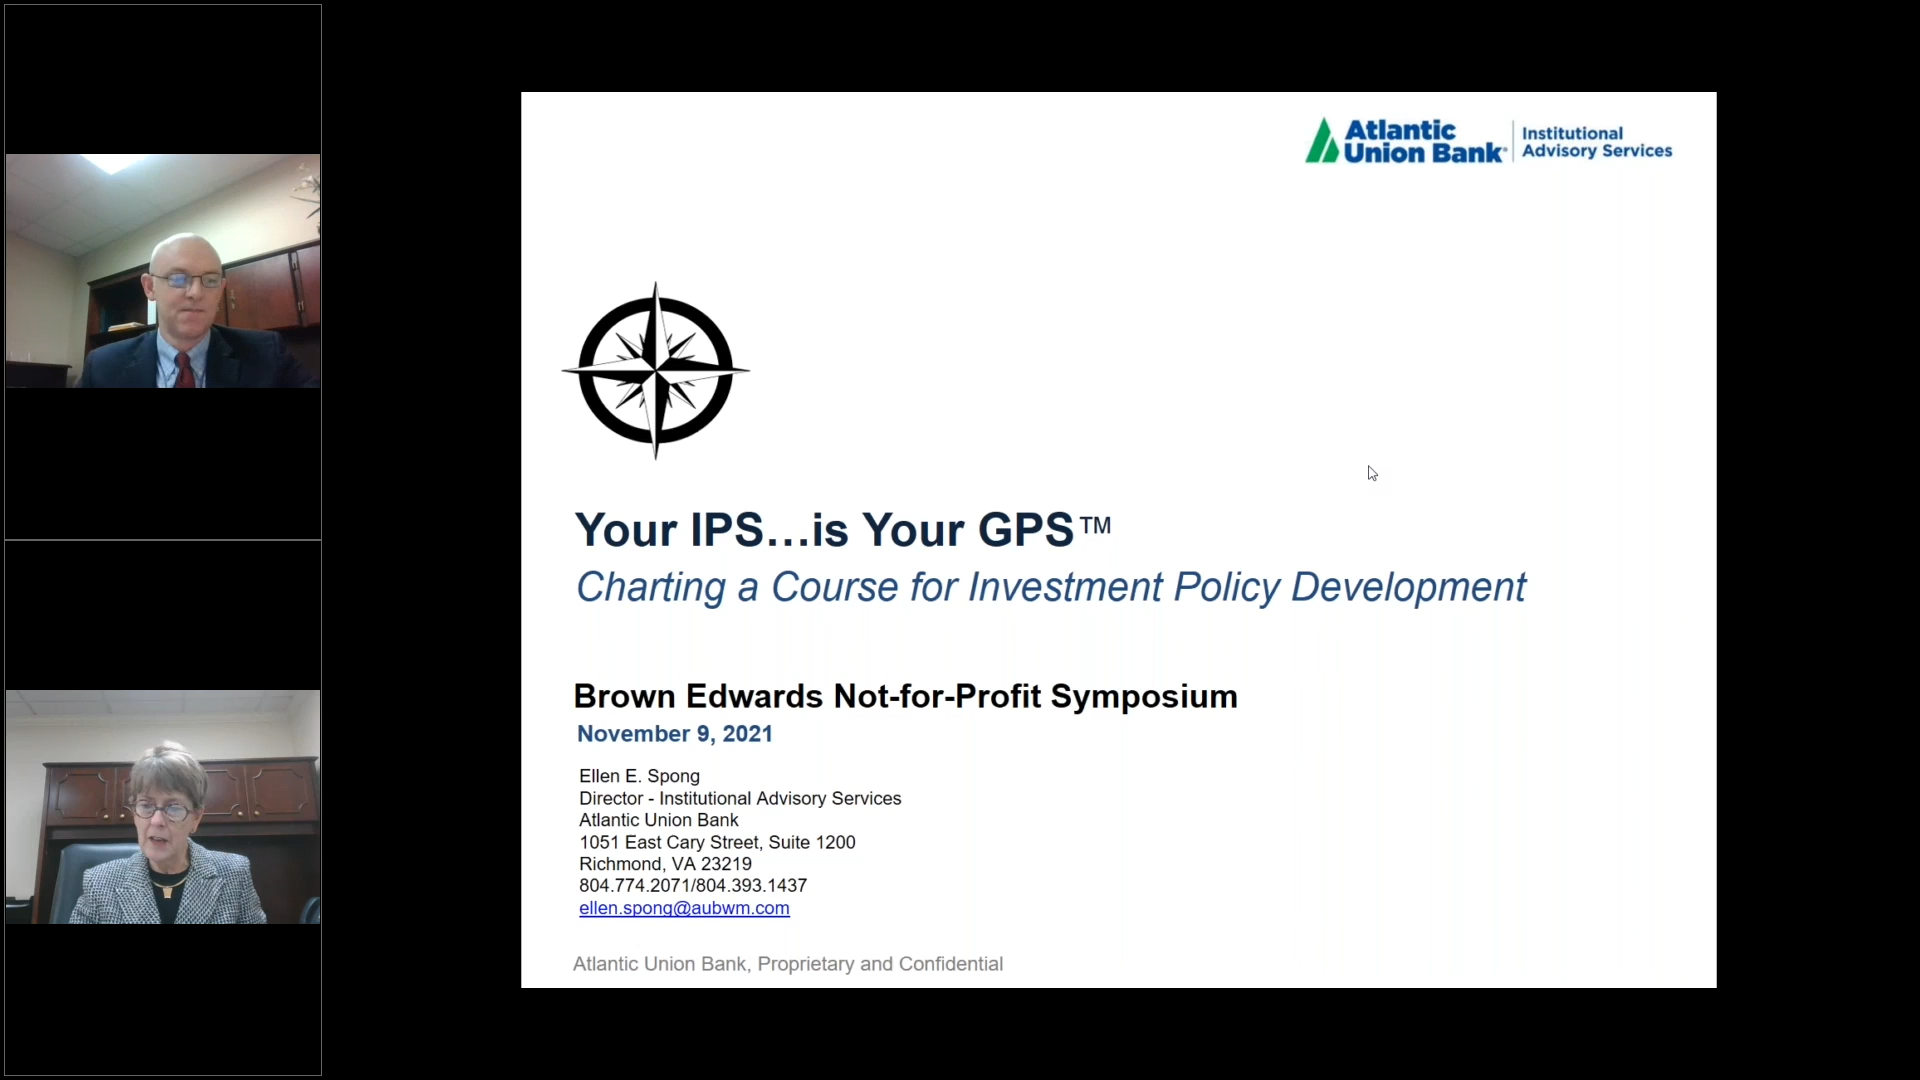 Atlantic
Union Bank
Institutional
Advisory Services
Your IPS…is Your GPS™
Charting a Course for Investment Policy Development
Brown Edwards Not-for-Profit Symposium
November 9, 2021
Ellen E. Spong
Director - Institutional Advisory Services
Atlantic Union Bank
1051 East Cary Street, Suite 1200
Richmond, VA 23219
804.774.2071/804.393.1437
ellen.spong@aubwm.com
Atlantic Union Bank, Proprietary and Confidential